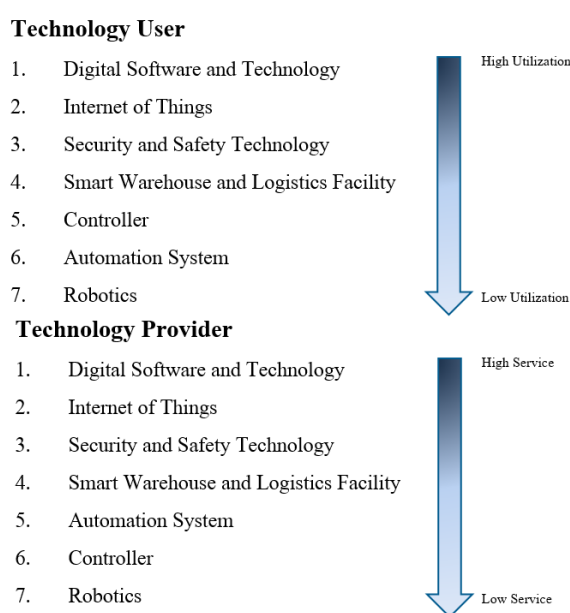 Technology User
1. Digital Software and Technology
High Utilization
2. Internet of Things
3. Security and Safety Technology
4. Smart Warehouse and Logistics Facility
5. Controller
6. Automation System
7. Robotics
Low Utilization
Technology Provider
1. Digital Software and Technology
High Service
2. Internet of Things
3. Security and Safety Technology
4. Smart Warehouse and Logistics Facility
5. Automation System
6. Controller
7. Robotics
Low Service